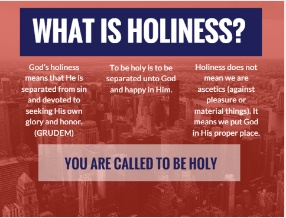 WHAT IS HOLINESS?
God's holiness
means that He is
separated from sin
and devoted to
seeking His own
glory and honor.
(GRUDEM)
To be holy is to be
separated unto God
and happy in Him.
Holiness does not
mean we are
ascetics (against
pleasure or
material things). It
means we put God
in His proper place.
YOU ARE CALLED TO BE HOLY